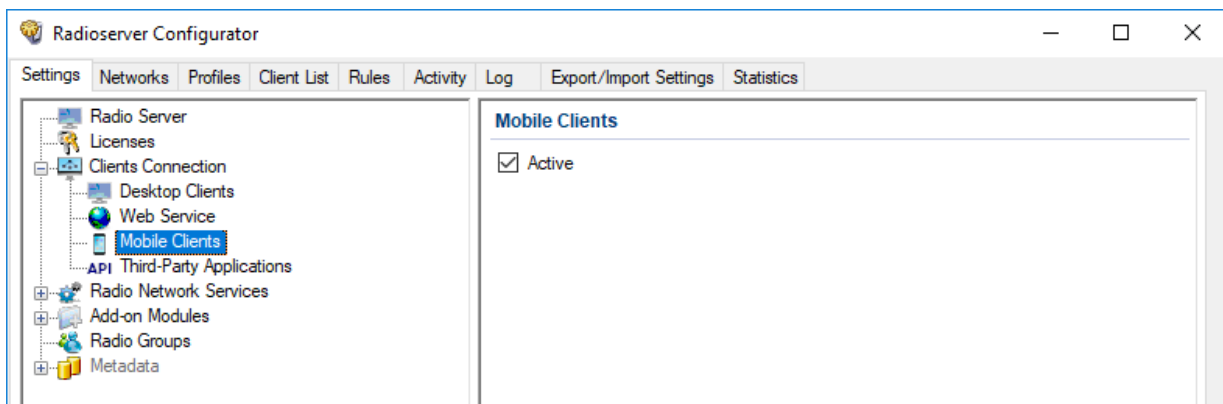 Radioserver Configurator
Settings Networks Profiles Client List Rules Activity Log Export/Import Settings Statistics
Radio Server
Licenses
Clients Connection
Desktop Clients
Web Service
Mobile Clients
API Third-Party Applications
Radio Network Services
Add-on Modules
Radio Groups
Metadata
Mobile Clients
Active